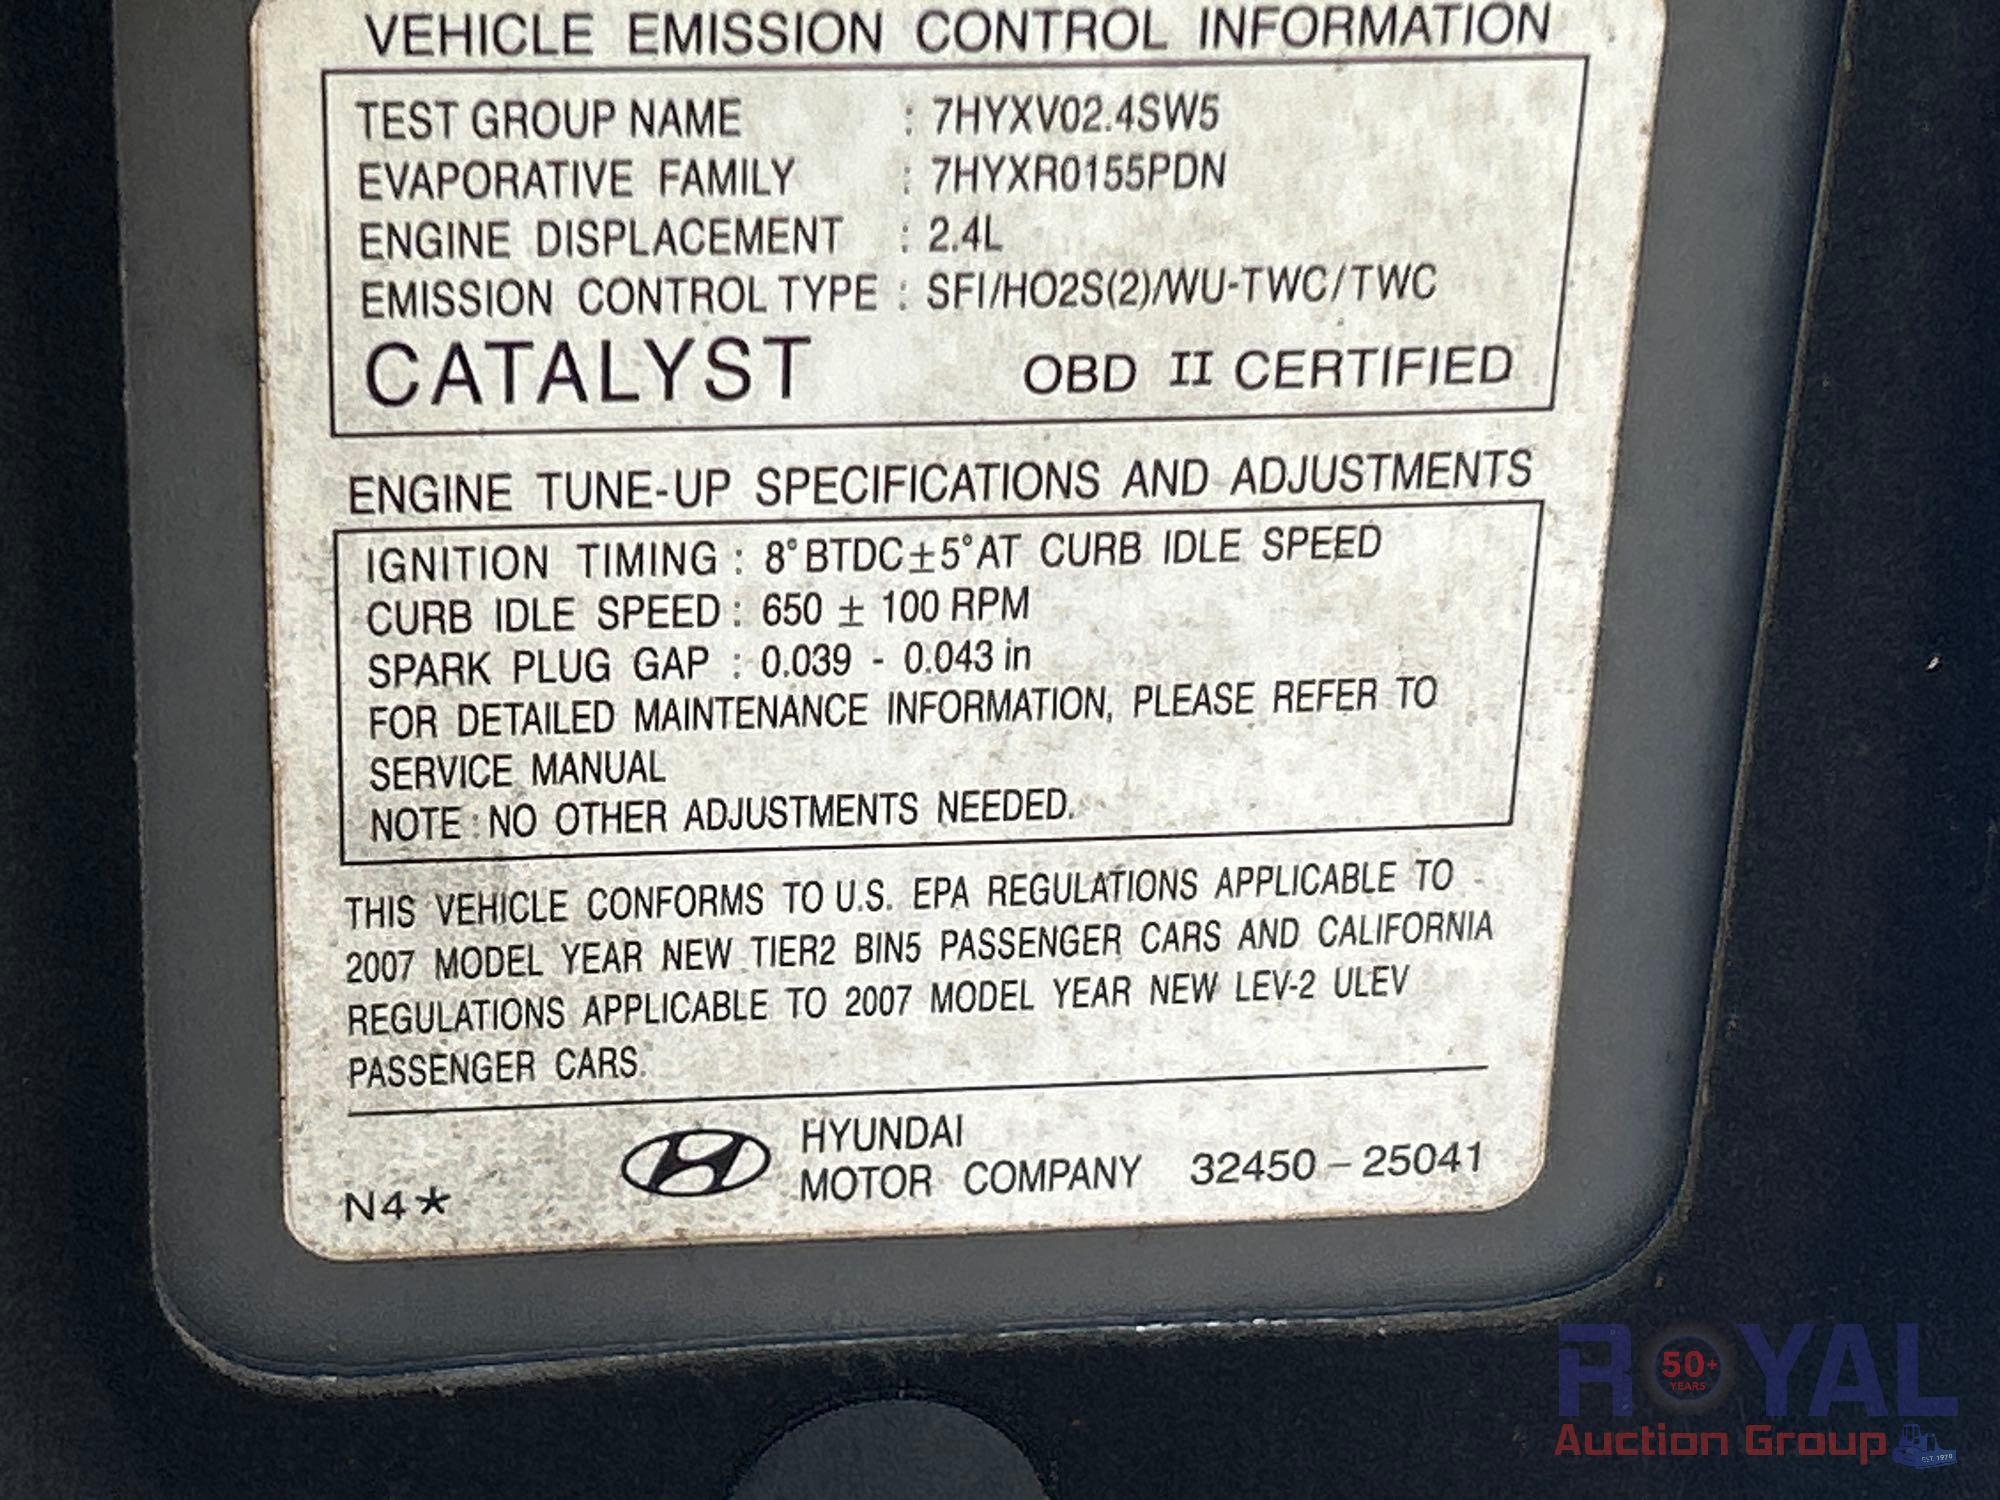 VEHICLE EMISSION CONTROL INFORMATION
TEST GROUP NAME : 7HYXV02.4SW5
EVAPORATIVE FAMILY : 7HYXR0155PDN
ENGINE DISPLACEMENT : 2.4L
EMISSION CONTROL TYPE : SFI/HO2S(2)/WU-TWC/TWC
CATALYST OBD II CERTIFIED
ENGINE TUNE-UP SPECIFICATIONS AND ADJUSTMENTS
IGNITION TIMING : 8°BTDC±5°AT CURB IDLE SPEED
CURB IDLE SPEED : 650 ± 100 RPM
SPARK PLUG GAP : 0.039 - 0.043 in
FOR DETAILED MAINTENANCE INFORMATION, PLEASE REFER TO
SERVICE MANUAL
NOTE : NO OTHER ADJUSTMENTS NEEDED.
THIS VEHICLE CONFORMS TO U.S. EPA REGULATIONS APPLICABLE TO
2007 MODEL YEAR NEW TIER2 BIN5 PASSENGER CARS AND CALIFORNIA
REGULATIONS APPLICABLE TO 2007 MODEL YEAR NEW LEV-2 ULEV
PASSENGER CARS.
HYUNDAI
MOTOR COMPANY 32450-25041
N4★
ROYAL
50+
YEARS
Auction Group
EST. 1970